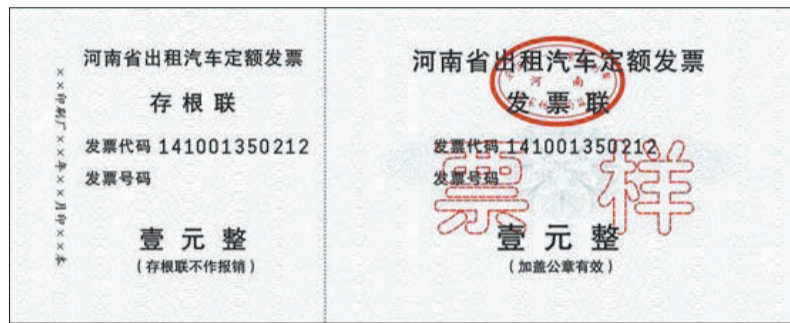 河南省出租汽车定额发票
存根联
发票代码 141001350212
发票号码
壹元整
(存根联不作报销)
××印刷厂××年××月印××本
河南省出租汽车定额发票
河南
发票联
发票代码 141001350212
发票号码
票样
壹元整
(加盖公章有效)